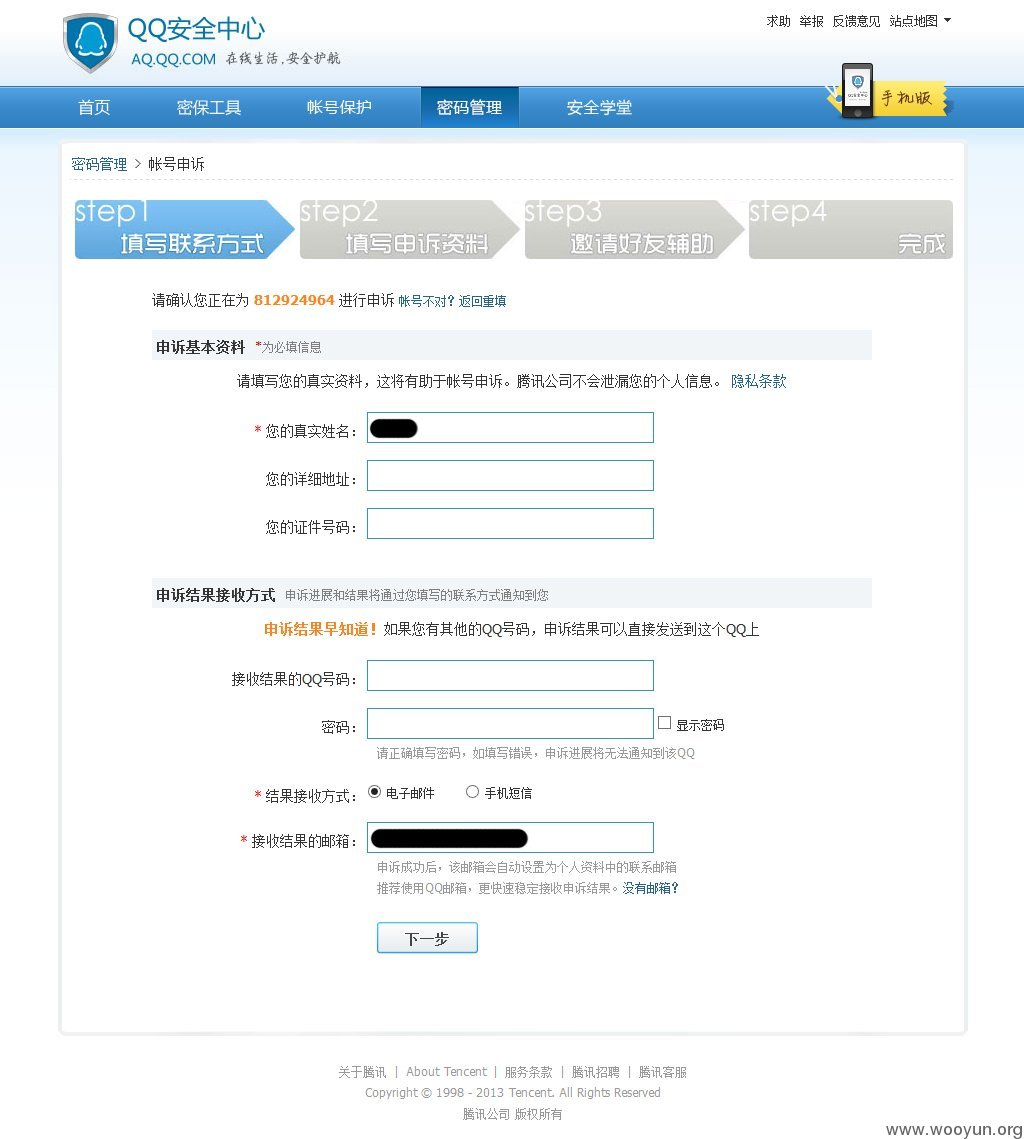 QQ安全中心
AQ.QQ.COM 在线生活,安全护航
求助 举报 反馈意见 站点地图
首页 密保工具 帐号保护 密码管理 安全学堂 手机版
密码管理 > 帐号申诉
step1 填写联系方式
step2 填写申诉资料
step3 邀请好友辅助
step4 完成
请确认您正在为 812924964 进行申诉 帐号不对？返回重填
申诉基本资料 *为必填信息
请填写您的真实资料，这将有助于帐号申诉。腾讯公司不会泄漏您的个人信息。 隐私条款
* 您的真实姓名：
您的详细地址：
您的证件号码：
申诉结果接收方式 申诉进展和结果将通过您填写的联系方式通知到您
申诉结果早知道！如果您有其他的QQ号码，申诉结果可以直接发送到这个QQ上
接收结果的QQ号码：
密码： 显示密码
请正确填写密码，如填写错误，申诉进展将无法通知到该QQ
* 结果接收方式： 电子邮件 手机短信
* 接收结果的邮箱：
申诉成功后，该邮箱会自动设置为个人资料中的联系邮箱
推荐使用QQ邮箱，更快速稳定接收申诉结果。没有邮箱？
下一步
关于腾讯 | About Tencent | 服务条款 | 腾讯招聘 | 腾讯客服
Copyright © 1998 - 2013 Tencent. All Rights Reserved
腾讯公司 版权所有
www.wooyun.org